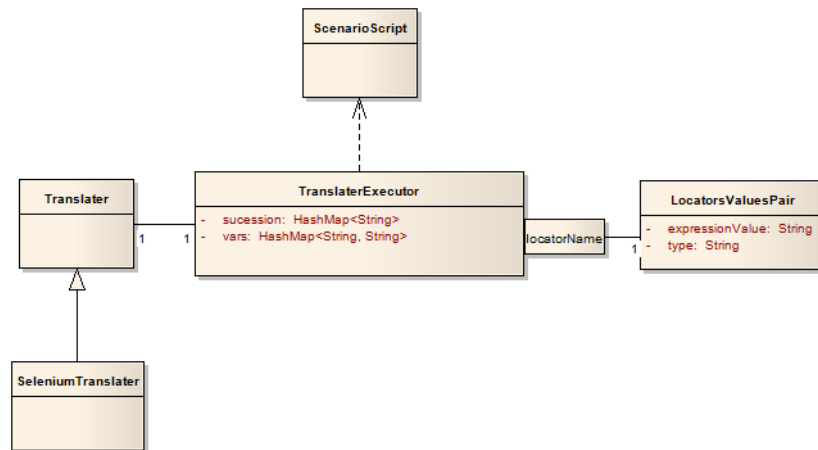 ScenarioScript
Translater
TranslaterExecutor
- sucession: HashMap<String>
- vars: HashMap<String, String>
1
1
locatorName
1
LocatorsValuesPair
- expressionValue: String
- type: String
SeleniumTranslater